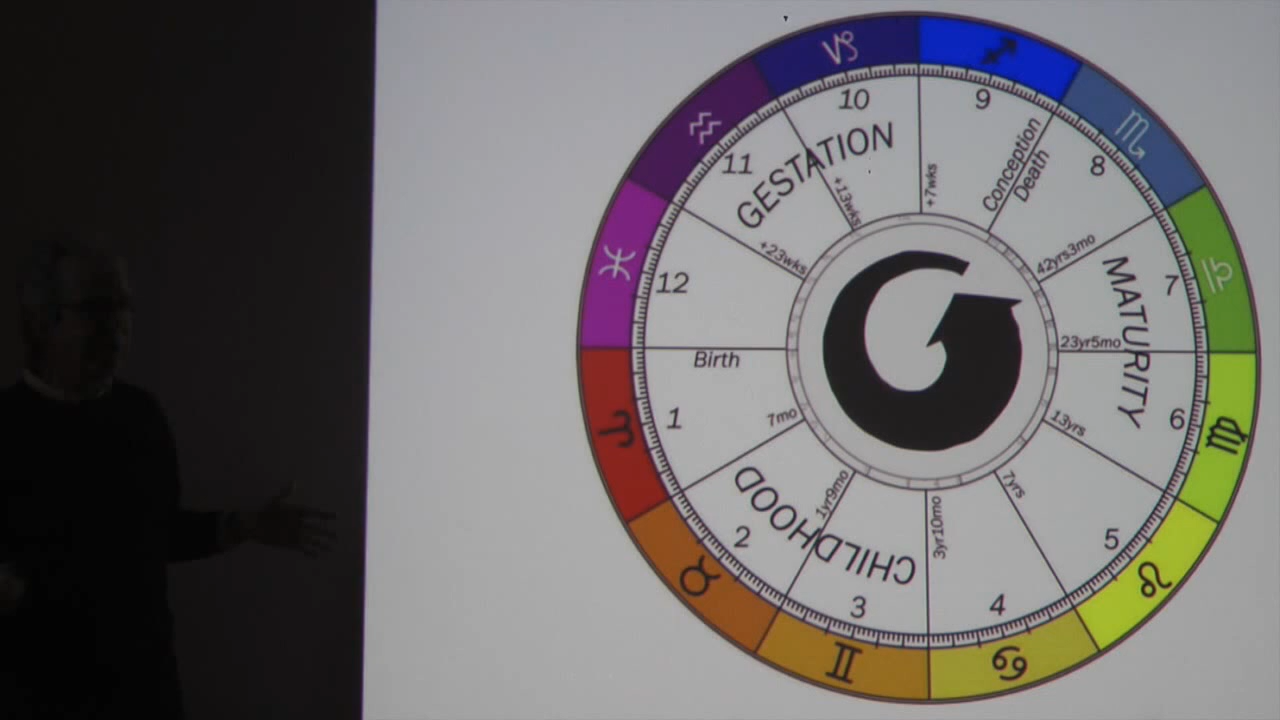 ♑
♐
♒
♏
10
9
11
8
GESTATION
Conception
Death
+13wks
+7wks
♓
+23wks
42yrs3mo
♎
12
7
MATURITY
23yr5mo
Birth
♈
1
7mo
13yrs
6
♍
CHILDHOOD
1yr9mo
3yr10mo
7yrs
2
5
♉
♌
3
4
♊
♋